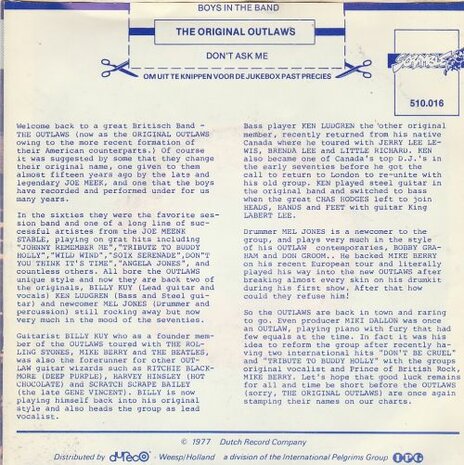 BOYS IN THE BAND
THE ORIGINAL OUTLAWS
DON'T ASK ME
OM UIT TE KNIPPEN VOOR DE JUKEBOX PAST PRECIES
SCRAMBLE
510.016
Welcome back to a great Britisch Band -
THE OUTLAWS (now as the ORIGINAL OUTLAWS
owing to the more recent formation of
their American counterparts.) Of course
it was suggested by some that they change
their original name, one given to them
almost fifteen years ago by the late and
legendary JOE MEEK, and one that the boys
have recorded and performed under for us
many years.
In the sixties they were the favorite ses-
sion band and one of a long line of suc-
cessful artistes from the JOE MEENK
STABLE, playing on grat hits including
"JOHNNY REMEMBER ME","TRIBUTE TO BUDDY
HOLLY","WILD WIND","SOIX SERENADE","DON'T
YOU THINK IT'S TIME","ANGELA JONES", and
countless others. All bore the OUTLAWS
unique style and now they are back two of
the originals, BILLY KUY (Lead guitar and
vocals) KEN LUDGREN (Bass and Steel gui-
tar) and newcomer MEL JONES (Drummer and
percussion) still rocking away but now
very much in the mood of the seventies.
Guitarist BILLY KUY who was a founder mem-
ber of the OUTLAWS toured with THE ROL-
LING STONES, MIKE BERRY and THE BEATLES,
was also the forerunner for other OUT-
LAW guitar wizards such as RITCHIE BLACK-
MORE (DEEP PURPLE), HARVEY HINSLEY (HOT
CHOCOLATE) and SCRATCH SCRAPE BAILEY
(the late GENE VINCENT). BILLY is now
playing himself back into his original
style and also heads the group as lead
vocalist.
Bass player KEN LUDGREN the other original
member, recently returned from his native
Canada where he toured with JERRY LEE LE-
WIS, BRENDA LEE and LITTLE RICHARD. KEN
also became one of Canada's top D.J.'s in
the early seventies before he got the
call to return to London to re-unite with
his old group. KEN played steel guitar in
the original band and switched to bass
when the great CHAS HODGES left to join
HEADS, HANDS and FEET with guitar King
LABERT LEE.
Drummer MEL JONES is a newcomer to the
group, and plays very much in the style
of his OUTLAW contemporaries, BOBBY GRA-
HAM and DON GROOM.. He backed MIKE BERRY
on his recent European tour and literally
played his way into the new OUTLAWS after
breaking almost every skin on his drumkit
during his first show. After that how
could they refuse him!
So the OUTLAWS are back in town and raring
to go. Even producer MIKI DALLON was once
an OUTLAW, playing piano with fury that had
few equals at the time. In fact it was his
idea to reform the group after recently ha-
ving two international hits "DON'T BE CRUEL"
and "TRIBUTE TO BUDDY HOLLY" with the groups
original vocalist and Prince of British Rock,
MIKE BERRY. Let's hope that good luck remains
for all and time be short before the OUTLAWS
(sorry, THE ORIGINAL OUTLAWS) are once again
stamping their names on our charts.
© 1977 Dutch Record Company
Distributed by dureco - Weesp/Holland a division of the International Pelgrims Group IPG